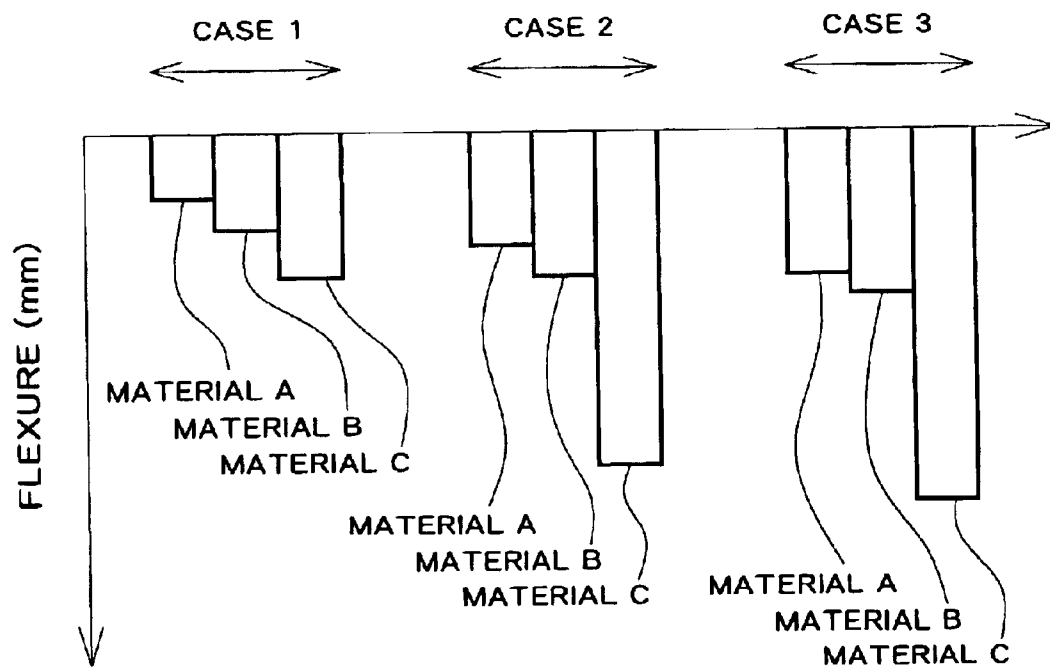 CASE 1
CASE 2
CASE 3
FLEXURE (mm)
MATERIAL A
MATERIAL B
MATERIAL C
MATERIAL A
MATERIAL B
MATERIAL C
MATERIAL A
MATERIAL B
MATERIAL C